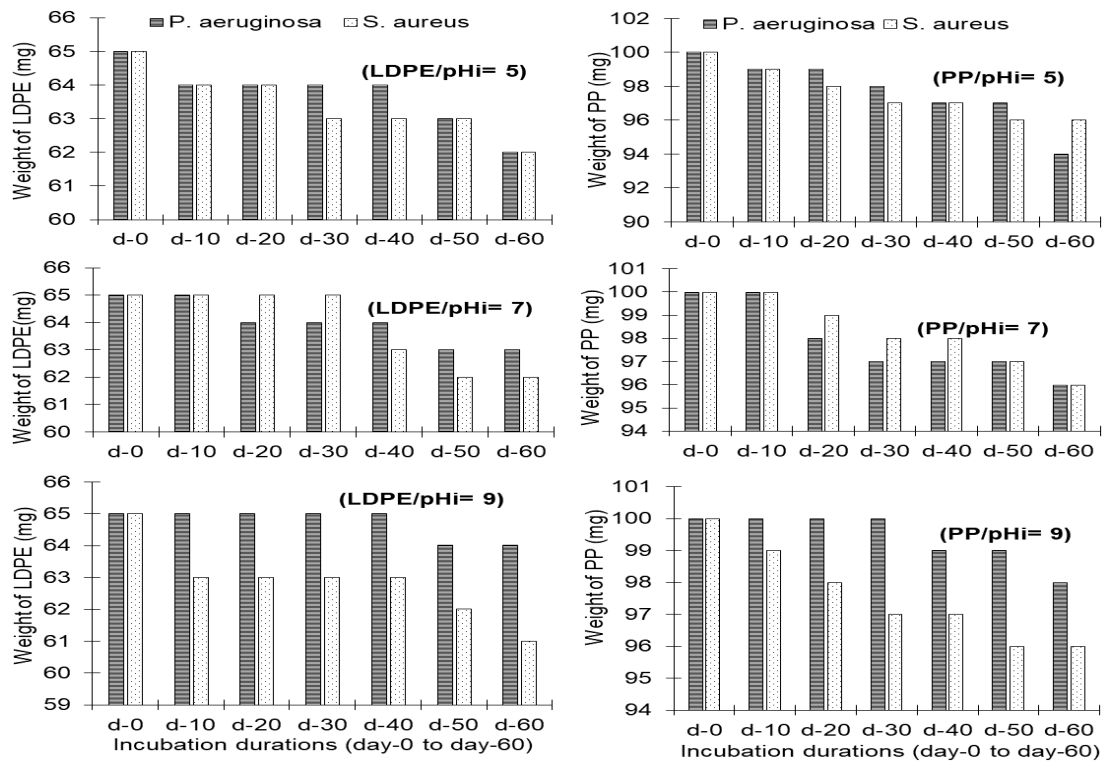 P. aeruginosa S. aureus
(LDPE/pHi= 5)
Weight of LDPE (mg)
66
65
64
63
62
61
60
d-0 d-10 d-20 d-30 d-40 d-50 d-60
P. aeruginosa S. aureus
(PP/pHi= 5)
Weight of PP (mg)
102
100
98
96
94
92
90
d-0 d-10 d-20 d-30 d-40 d-50 d-60
(LDPE/pHi= 7)
Weight of LDPE(mg)
66
65
64
63
62
61
60
d-0 d-10 d-20 d-30 d-40 d-50 d-60
(PP/pHi= 7)
Weight of PP (mg)
101
100
99
98
97
96
95
94
d-0 d-10 d-20 d-30 d-40 d-50 d-60
(LDPE/pHi= 9)
Weight of LDPE (mg)
66
65
64
63
62
61
60
59
d-0 d-10 d-20 d-30 d-40 d-50 d-60
Incubation durations (day-0 to day-60)
(PP/pHi= 9)
Weight of PP (mg)
101
100
99
98
97
96
95
94
d-0 d-10 d-20 d-30 d-40 d-50 d-60
Incubation durations (day-0 to day-60)